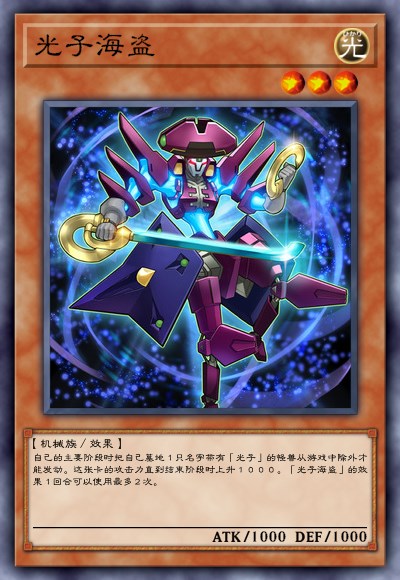 光子海盗
光
【机械族/效果】
自己的主要阶段时把自己墓地1只名字带有「光子」的怪兽从游戏中除外才
能发动。这张卡的攻击力直到结束阶段时上升1000。「光子海盗」的效
果1回合可以使用最多2次。
ATK/1000 DEF/1000